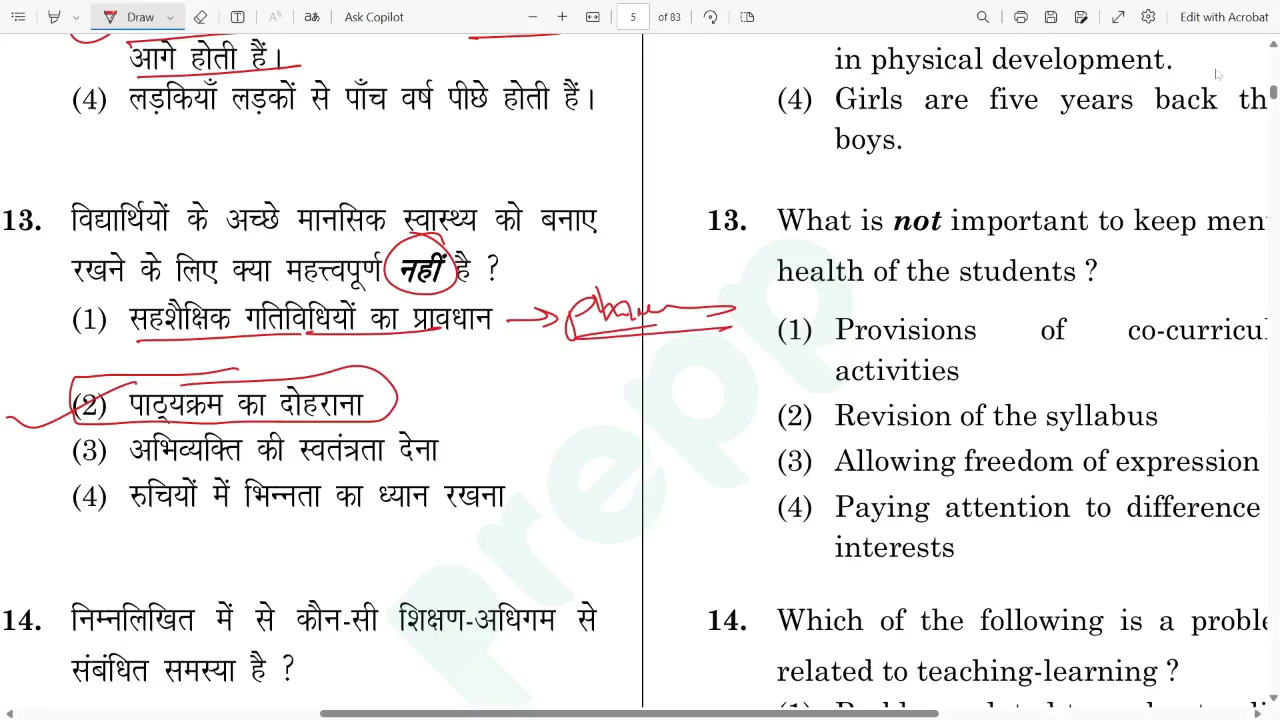 Draw
Ask Copilot
5
of 83
Edit with Acrobat
आगे होती हैं।
(4) लड़कियाँ लड़कों से पाँच वर्ष पीछे होती हैं।
13. विद्यार्थियों के अच्छे मानसिक स्वास्थ्य को बनाए
रखने के लिए क्या महत्त्वपूर्ण नहीं है ?
(1) सहशैक्षिक गतिविधियों का प्रावधान
(2) पाठ्यक्रम का दोहराना
(3) अभिव्यक्ति की स्वतंत्रता देना
(4) रुचियों में भिन्नता का ध्यान रखना
14. निम्नलिखित में से कौन-सी शिक्षण-अधिगम से
संबंधित समस्या है ?
in physical development.
(4) Girls are five years back th
boys.
13. What is not important to keep men
health of the students ?
(1) Provisions of co-curricul
activities
(2) Revision of the syllabus
(3) Allowing freedom of expression
(4) Paying attention to difference
interests
14. Which of the following is a proble
related to teaching-learning ?
prepp